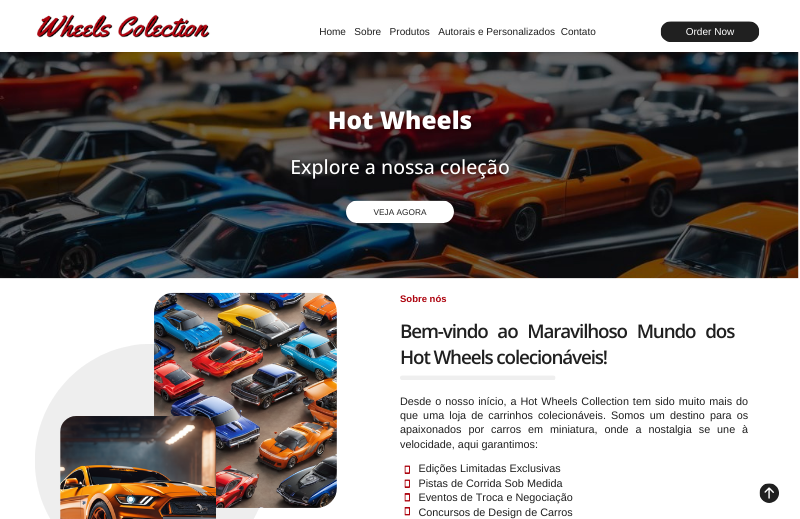 Wheels Colection
Home Sobre Produtos Autorais e Personalizados Contato
Order Now
Hot Wheels
Explore a nossa coleção
VEJA AGORA
Sobre nós
Bem-vindo ao Maravilhoso Mundo dos
Hot Wheels colecionáveis!
Desde o nosso início, a Hot Wheels Collection tem sido muito mais do
que uma loja de carrinhos colecionáveis. Somos um destino para os
apaixonados por carros em miniatura, onde a nostalgia se une à
velocidade, aqui garantimos:
Edições Limitadas Exclusivas
Pistas de Corrida Sob Medida
Eventos de Troca e Negociação
Concursos de Design de Carros